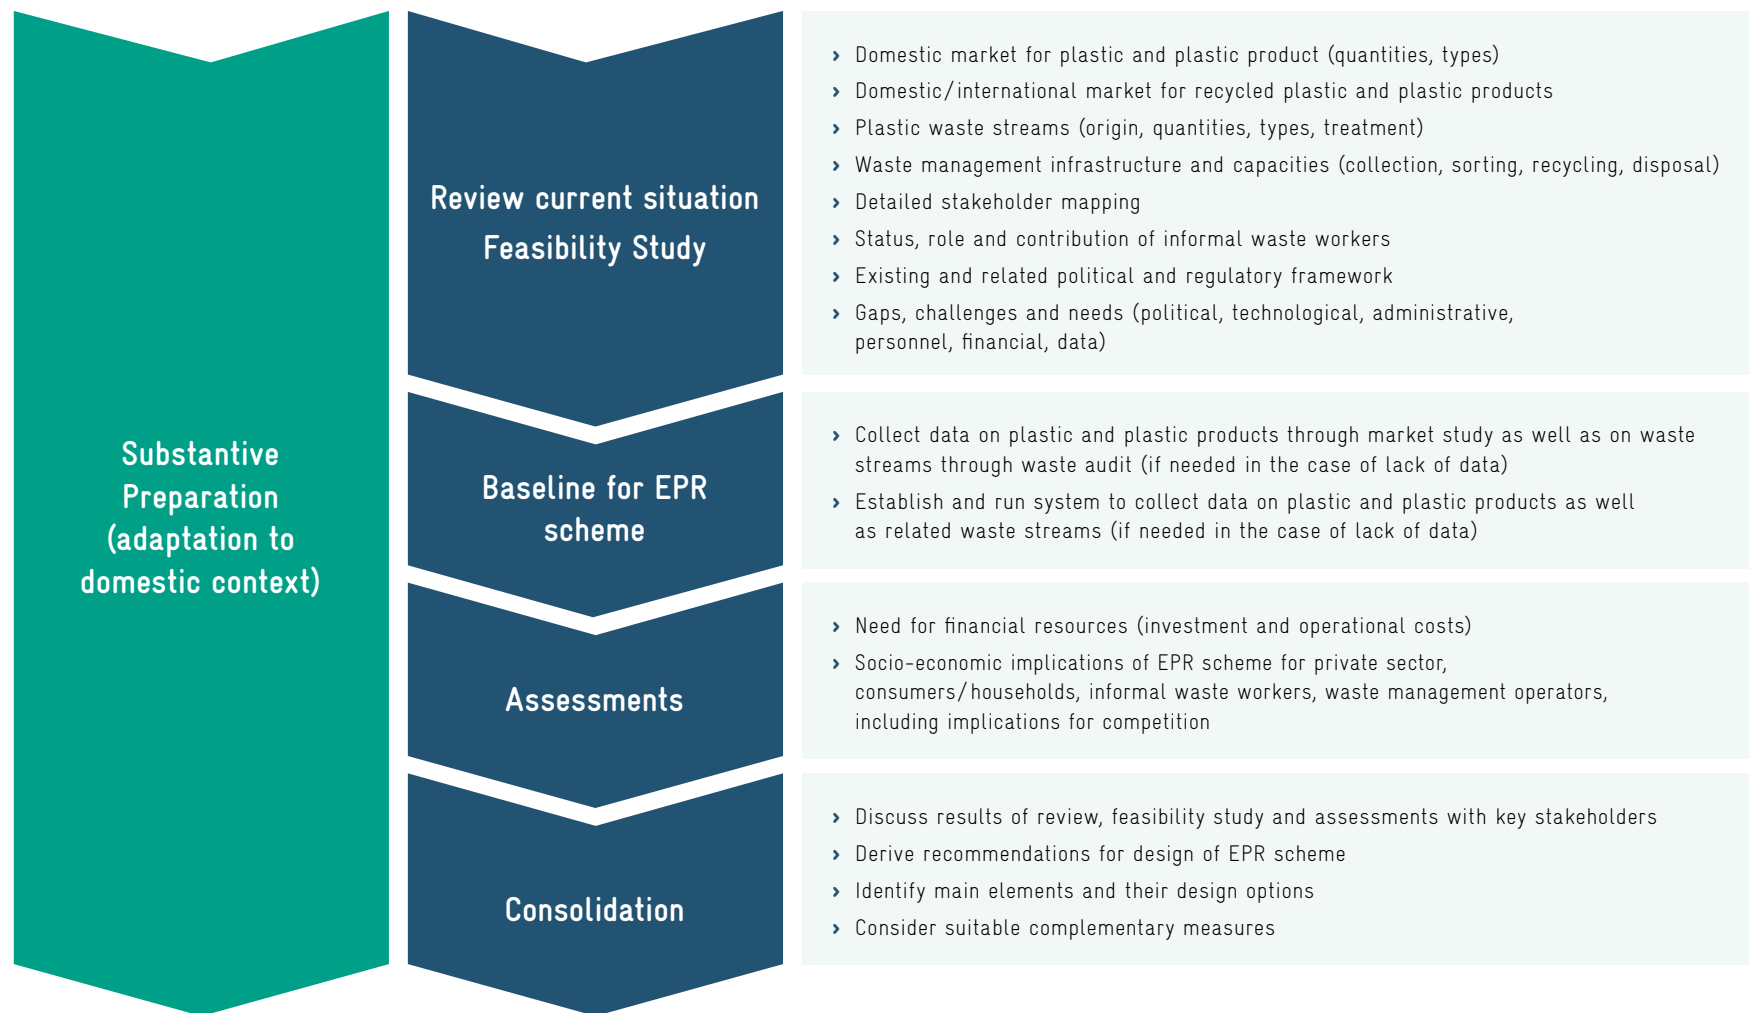 Substantive
Preparation
(adaptation to
domestic context)
Review current situation
Feasibility Study
› Domestic market for plastic and plastic product (quantities, types)
› Domestic/international market for recycled plastic and plastic products
› Plastic waste streams (origin, quantities, types, treatment)
› Waste management infrastructure and capacities (collection, sorting, recycling, disposal)
› Detailed stakeholder mapping
› Status, role and contribution of informal waste workers
› Existing and related political and regulatory framework
› Gaps, challenges and needs (political, technological, administrative,
personnel, financial, data)
Baseline for EPR
scheme
› Collect data on plastic and plastic products through market study as well as on waste
streams through waste audit (if needed in the case of lack of data)
› Establish and run system to collect data on plastic and plastic products as well
as related waste streams (if needed in the case of lack of data)
Assessments
› Need for financial resources (investment and operational costs)
› Socio-economic implications of EPR scheme for private sector,
consumers/households, informal waste workers, waste management operators,
including implications for competition
Consolidation
› Discuss results of review, feasibility study and assessments with key stakeholders
› Derive recommendations for design of EPR scheme
› Identify main elements and their design options
› Consider suitable complementary measures